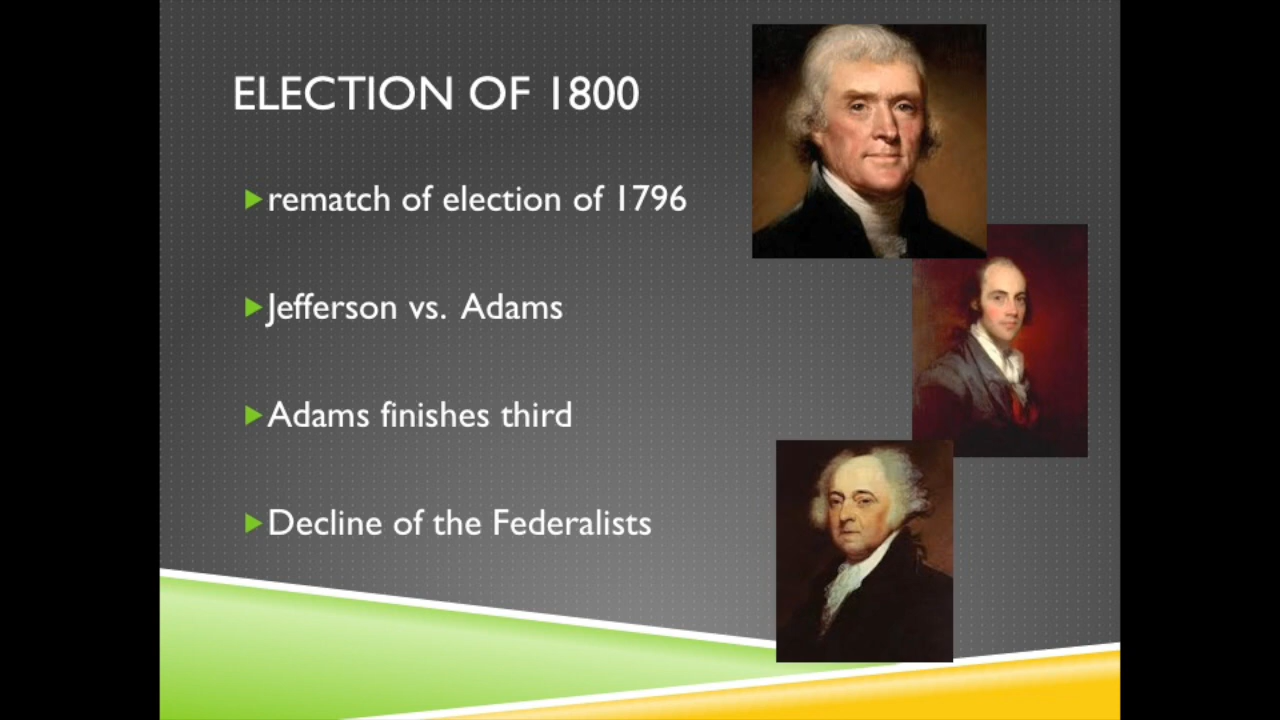 ELECTION OF 1800
rematch of election of 1796
Jefferson vs. Adams
Adams finishes third
Decline of the Federalists